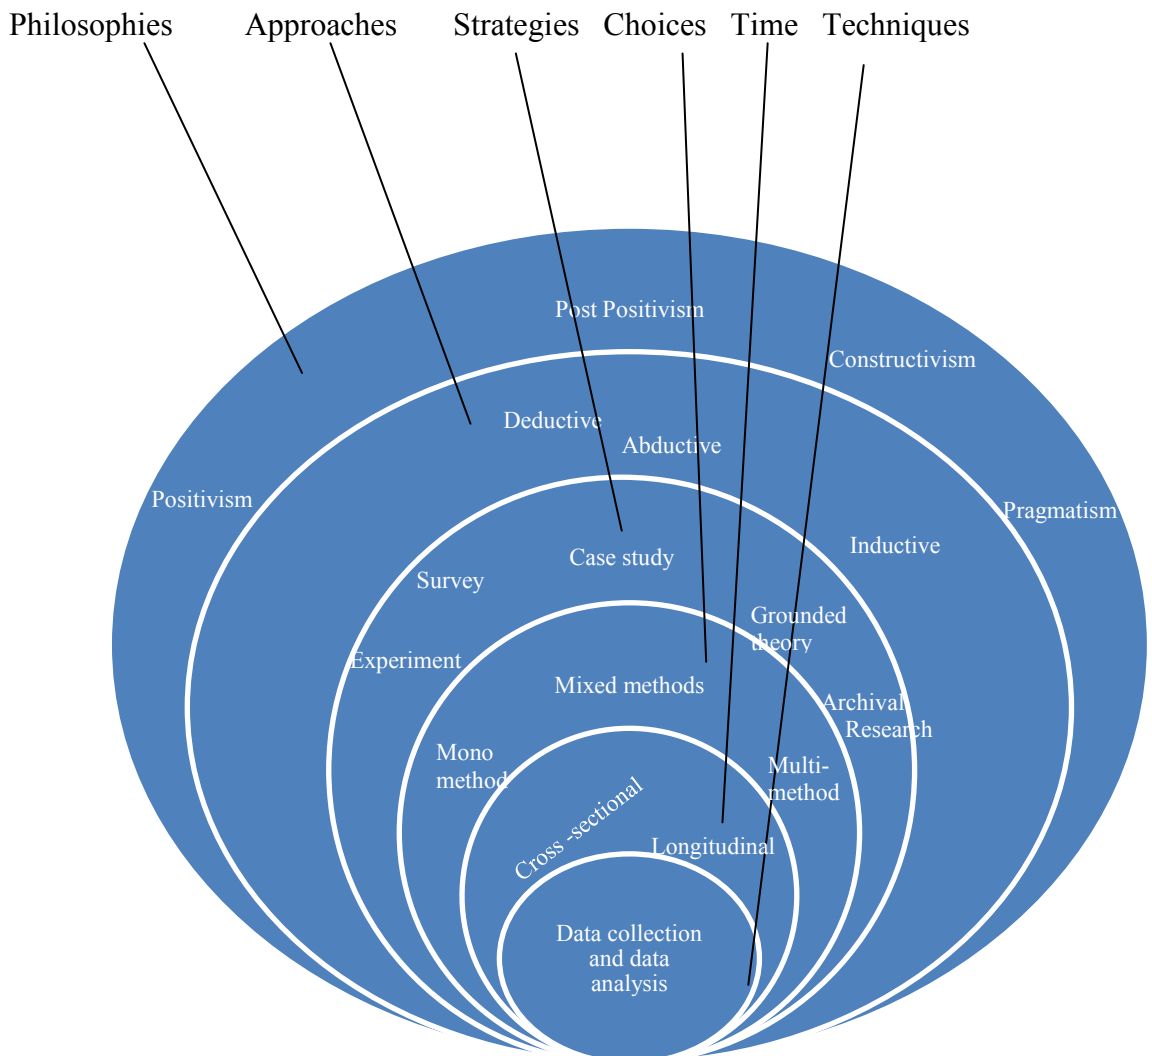 Philosophies Approaches Strategies Choices Time Techniques
Post Positivism
Constructivism
Positivism
Pragmatism
Deductive
Abductive
Inductive
Case study
Survey
Experiment
Grounded
theory
Archival
Research
Mixed methods
Mono
method
Multi-
method
Cross -sectional
Longitudinal
Data collection
and data
analysis